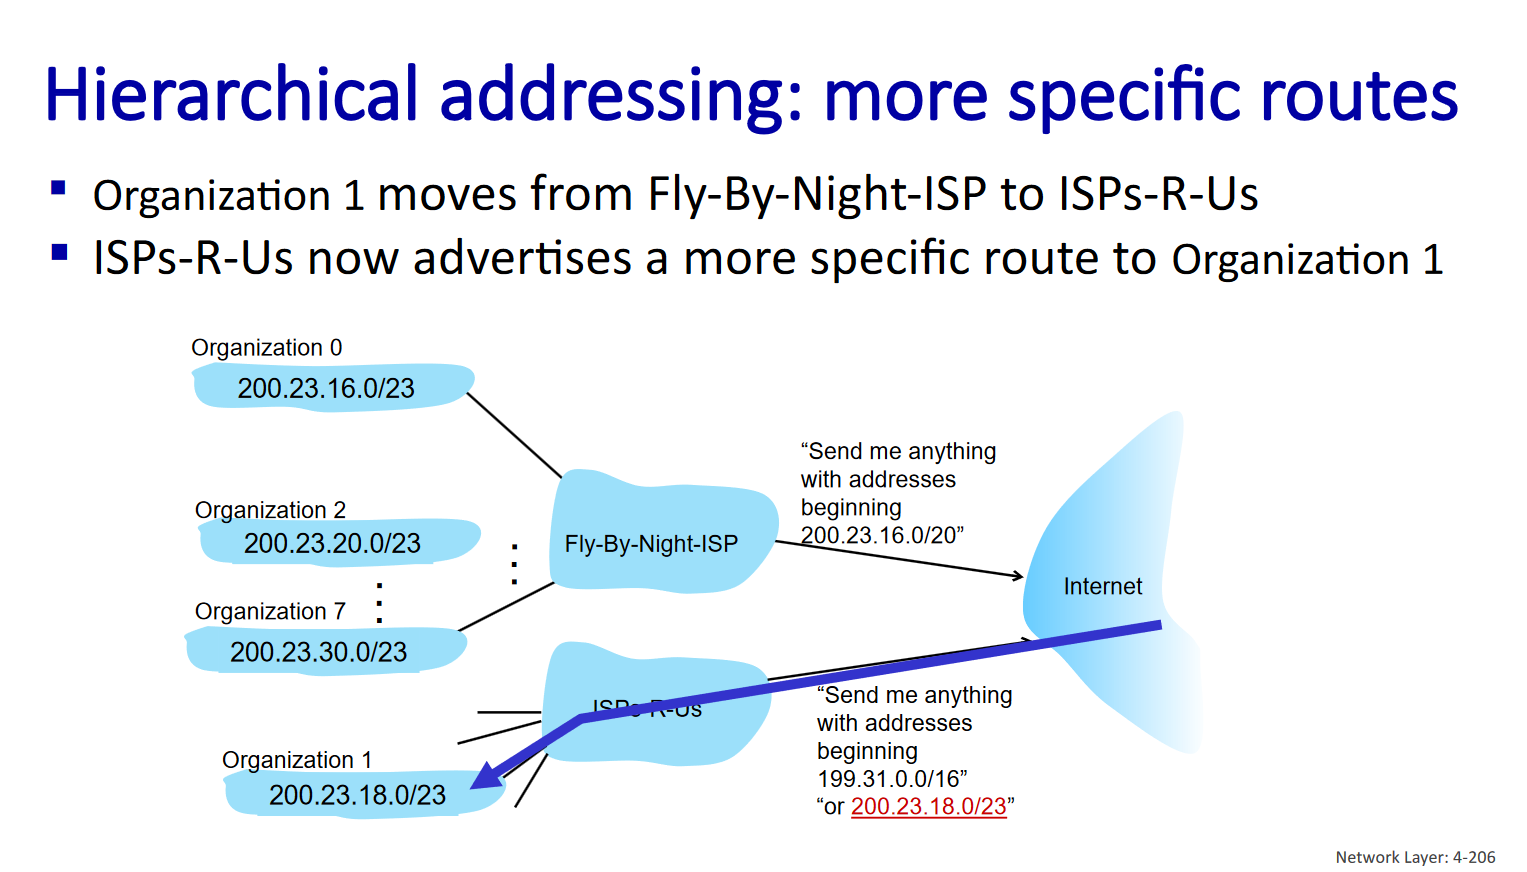 Hierarchical addressing: more specific routes
Organization 1 moves from Fly-By-Night-ISP to ISPs-R-Us
ISPs-R-Us now advertises a more specific route to Organization 1
Organization 0
200.23.16.0/23
Organization 2
200.23.20.0/23
Organization 7
200.23.30.0/23
Fly-By-Night-ISP
“Send me anything
with addresses
beginning
200.23.16.0/20”
Internet
ISPs-R-Us
Organization 1
200.23.18.0/23
“Send me anything
with addresses
beginning
199.31.0.0/16”
“or 200.23.18.0/23”
Network Layer: 4-206